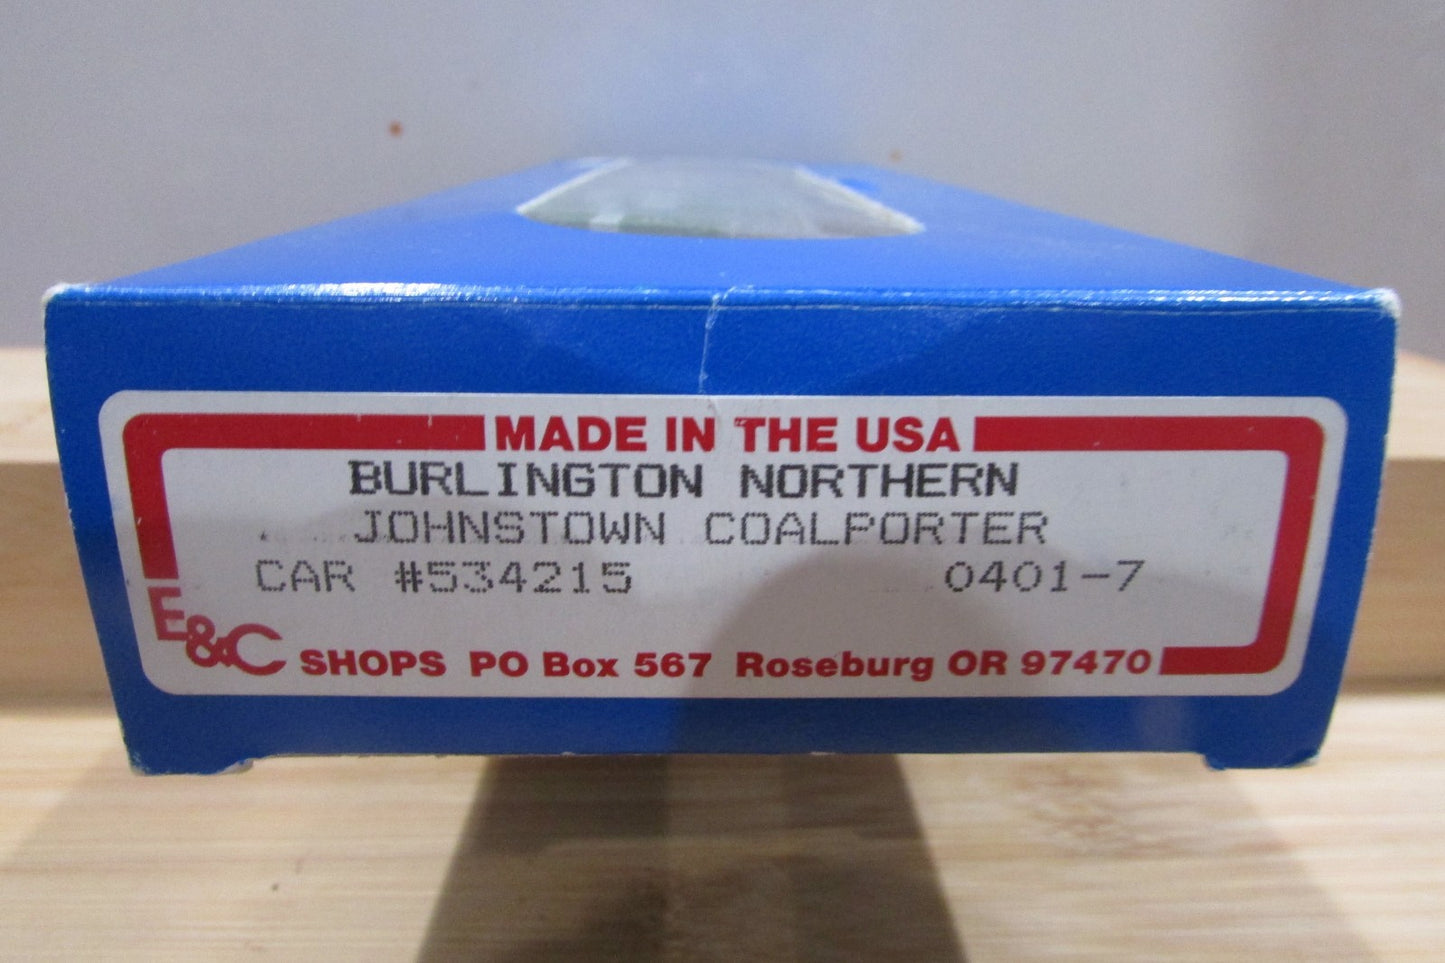 MADE IN THE USA
BURLINGTON NORTHERN
JOHNSTOWN COALPORTER
CAR #534215 0401-7
E&C SHOPS PO Box 567 Roseburg OR 97470